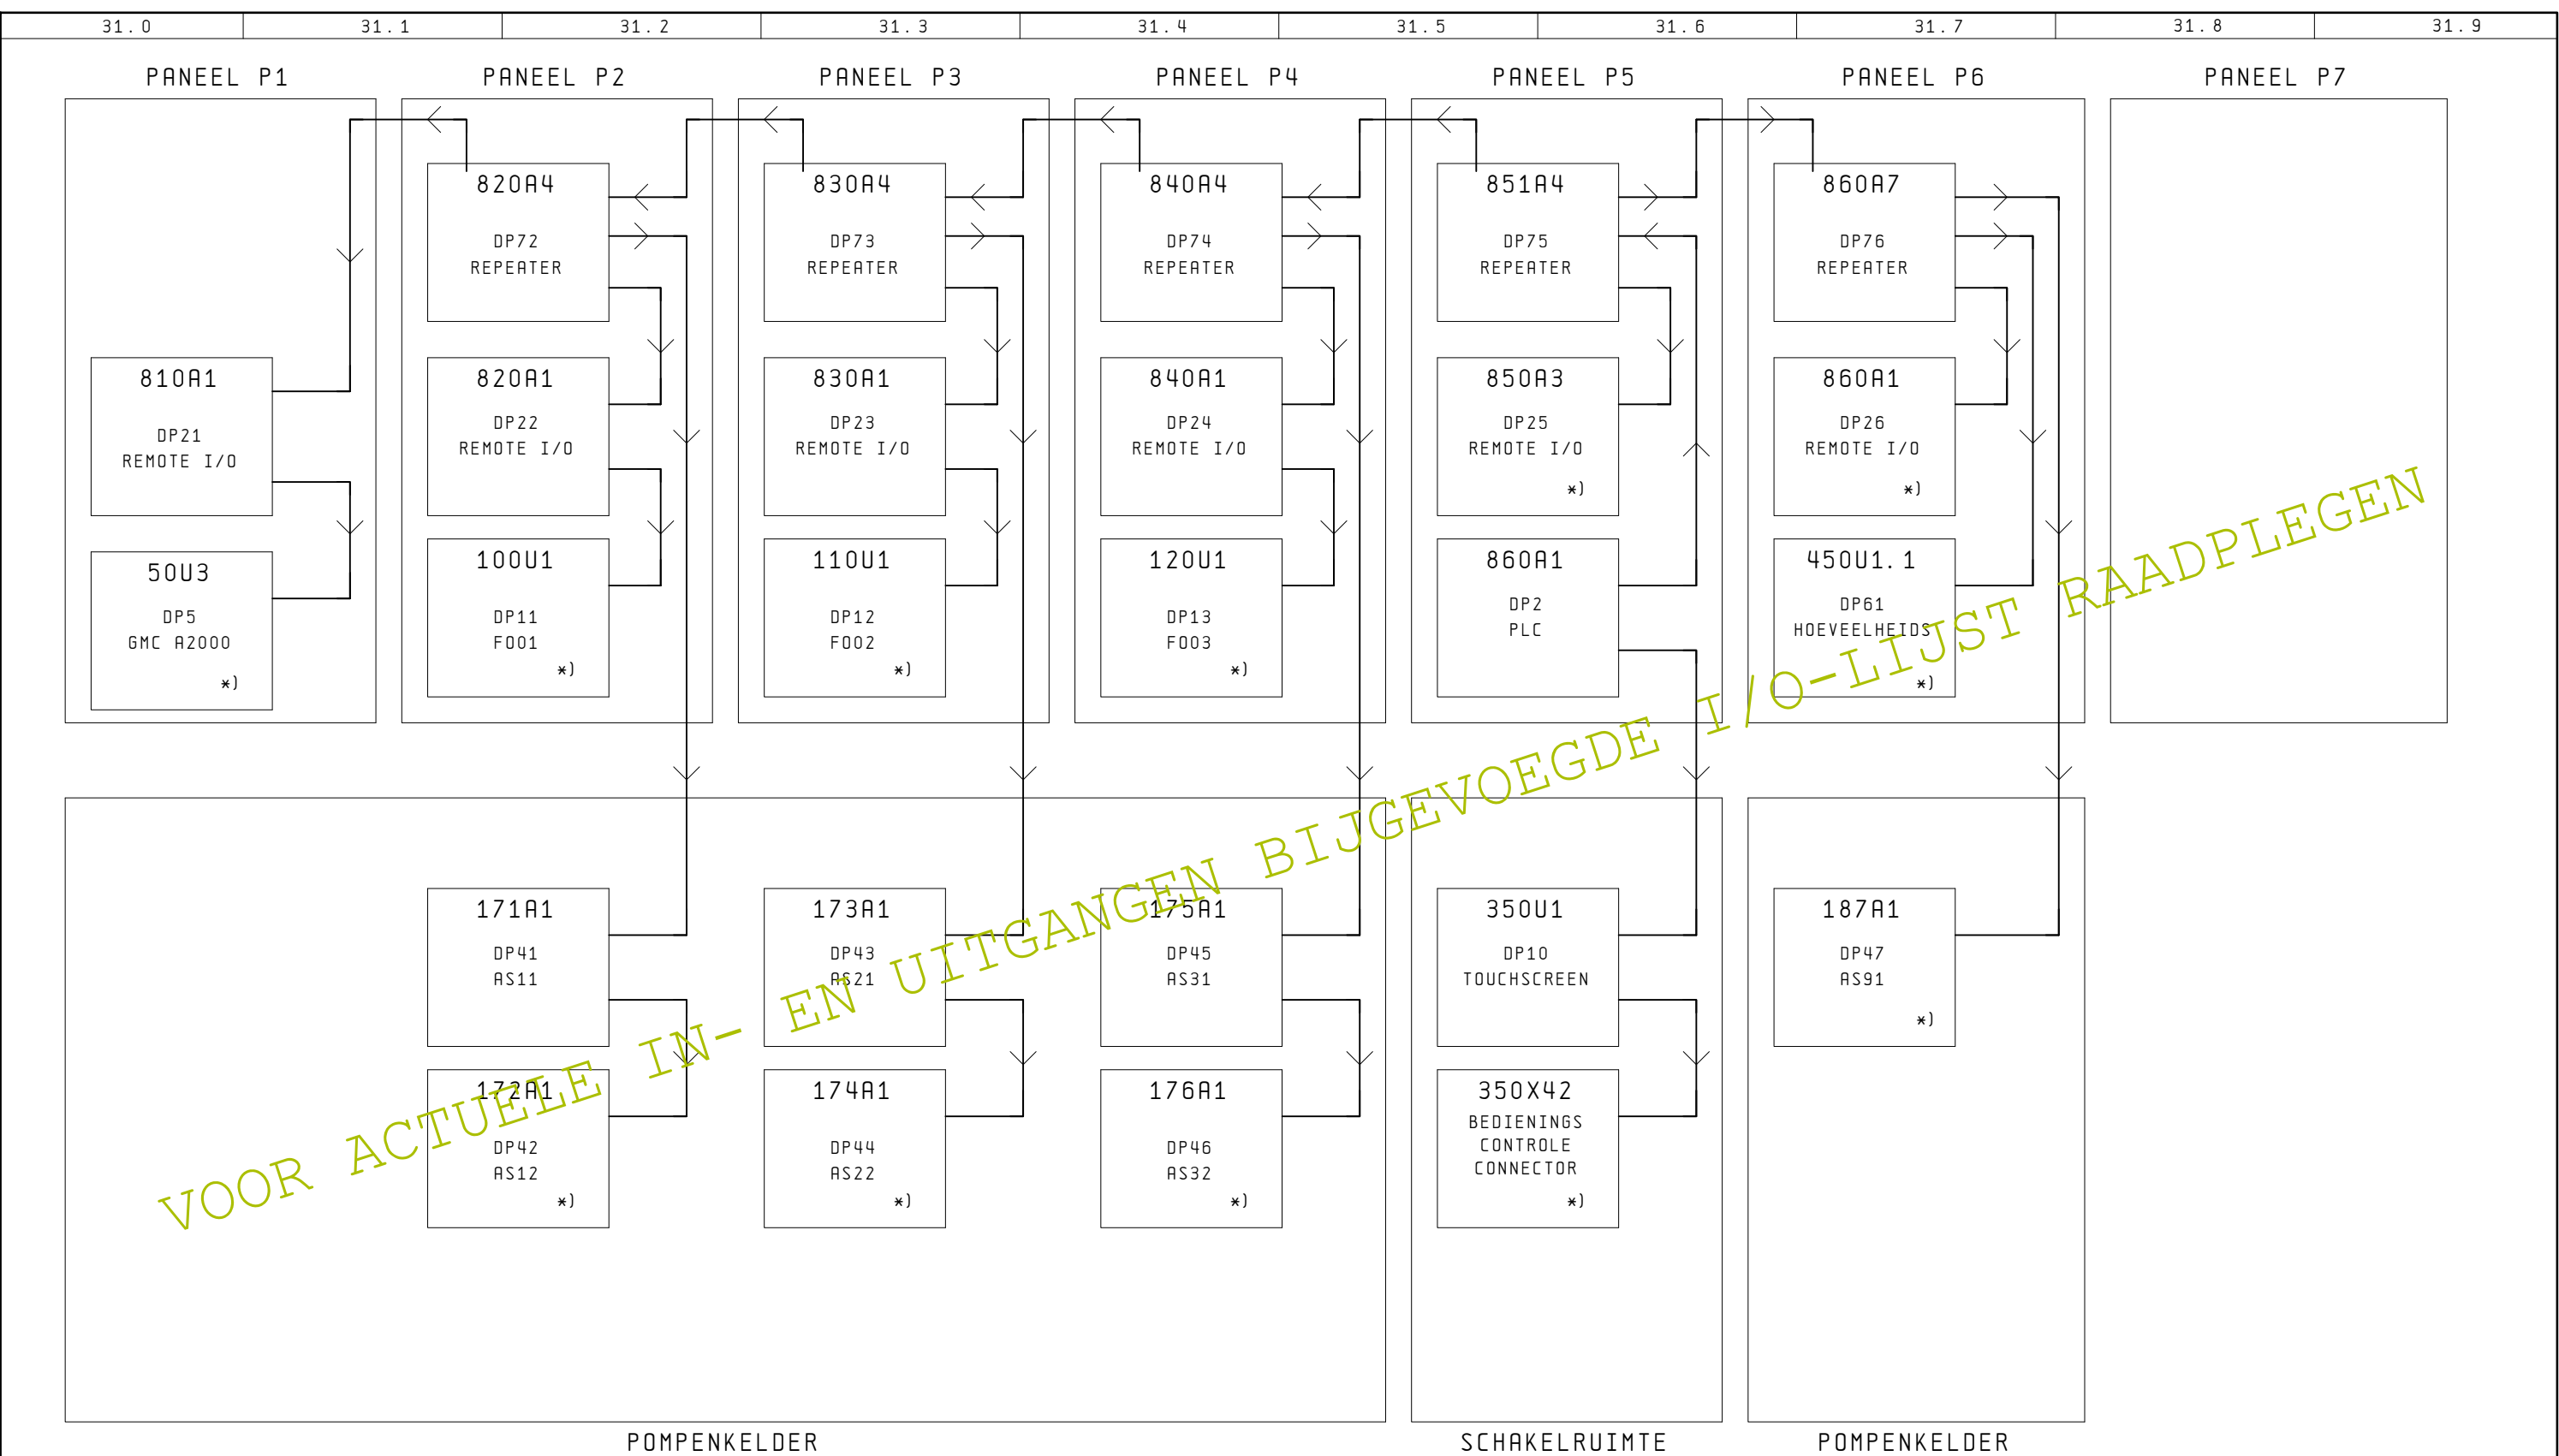 31.0 31.1 31.2 31.3 31.4 31.5 31.6 31.7 31.8 31.9
PANEEL P1 PANEEL P2 PANEEL P3 PANEEL P4 PANEEL P5 PANEEL P6 PANEEL P7
820A4 830A4 840A4 851A4 860A7
DP72 DP73 DP74 DP75 DP76
REPEATER REPEATER REPEATER REPEATER REPEATER
810A1 820A1 830A1 840A1 850A3 860A1
DP21 DP22 DP23 DP24 DP25 DP26
REMOTE I/O REMOTE I/O REMOTE I/O REMOTE I/O REMOTE I/O REMOTE I/O
*) *)
50U3 100U1 110U1 120U1 860A1 450U1.1
DP5 DP11 DP12 DP13 DP2 DP61
GMC A2000 FO01 FO02 FO03 PLC HOEVEELHEIDS
*) *) *) *) *)
171A1 173A1 175A1 350U1 187A1
DP41 DP43 DP45 DP10 DP47
AS11 AS21 AS31 TOUCHSCREEN AS91
*)
172A1 174A1 176A1 350X42
BEDIENINGS
CONTROLE
CONNECTOR
DP42 DP44 DP46
AS12 AS22 AS32
*) *) *) *)
POMPENKELDER SCHAKELRUIMTE POMPENKELDER
VOOR ACTUELE IN- EN UITGANGEN BIJGEVOEGDE I/O-LIJST RAADPLEGEN